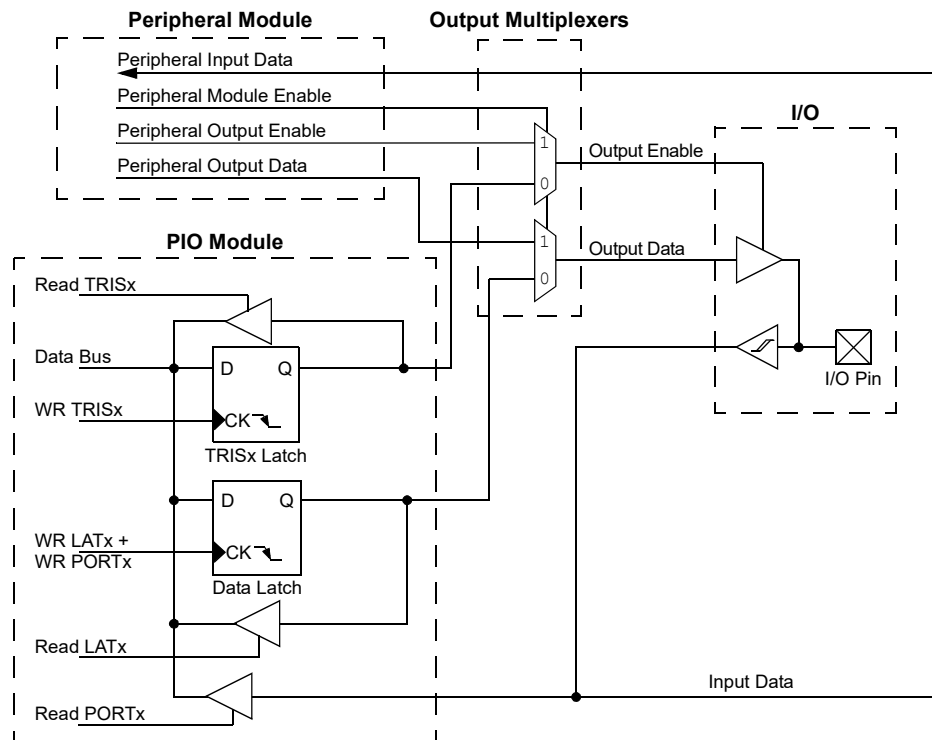 Peripheral Module
Output Multiplexers
Peripheral Input Data
Peripheral Module Enable
Peripheral Output Enable
Peripheral Output Data
1
0
Output Enable
I/O
1
0
Output Data
I/O Pin
PIO Module
Read TRISx
Data Bus
D
Q
WR TRISx
CK
TRISx Latch
D
Q
WR LATx +
WR PORTx
CK
Data Latch
Read LATx
Read PORTx
Input Data